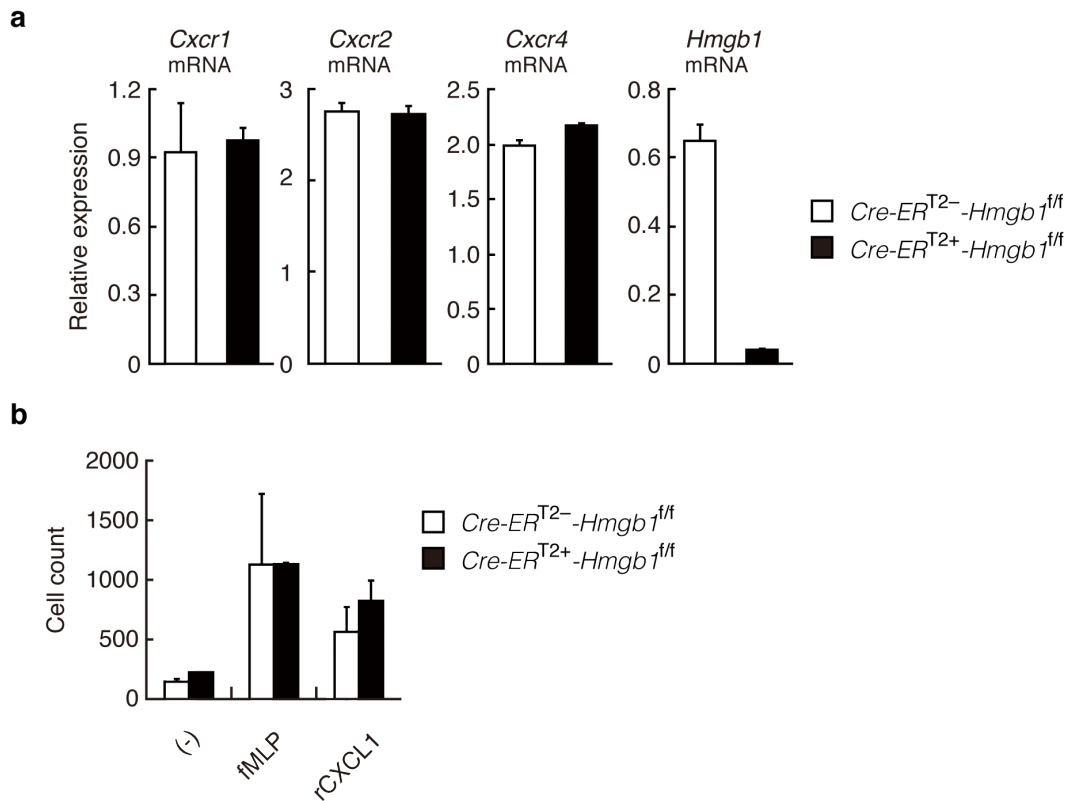 a
Cxcr1
mRNA
Cxcr2
mRNA
Cxcr4
mRNA
Hmgb1
mRNA
Relative expression
1.2
0.9
0.6
0.3
0
3
2
1
0
2.5
2.0
1.5
1.0
0.5
0
0.8
0.6
0.4
0.2
0
Cre-ERT2–-Hmgb1f/f
Cre-ERT2+-Hmgb1f/f
b
Cell count
2000
1500
1000
500
0
(-)
fMLP
rCXCL1
Cre-ERT2–-Hmgb1f/f
Cre-ERT2+-Hmgb1f/f